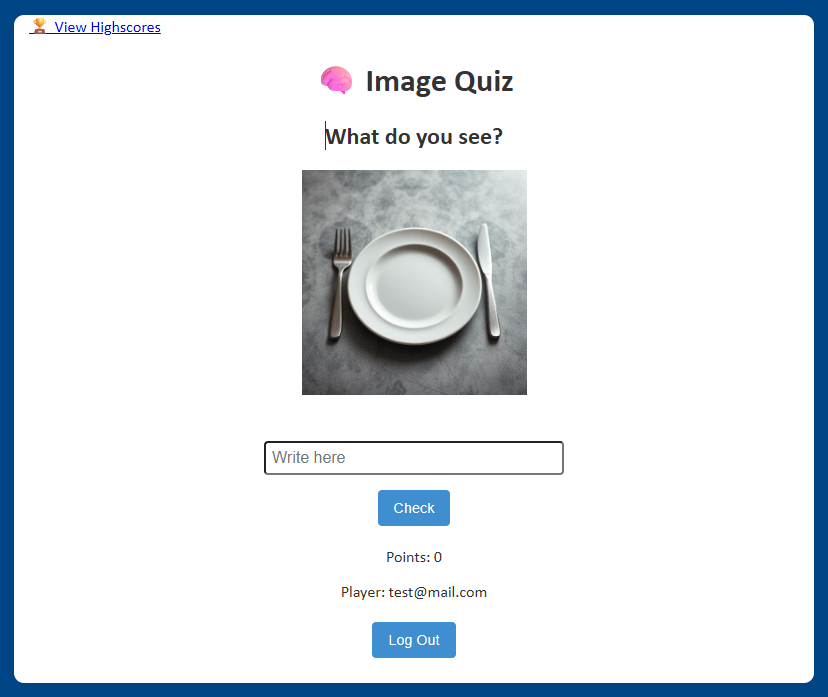 View Highscores
Image Quiz
What do you see?
Write here
Check
Points: 0
Player: test@mail.com
Log Out